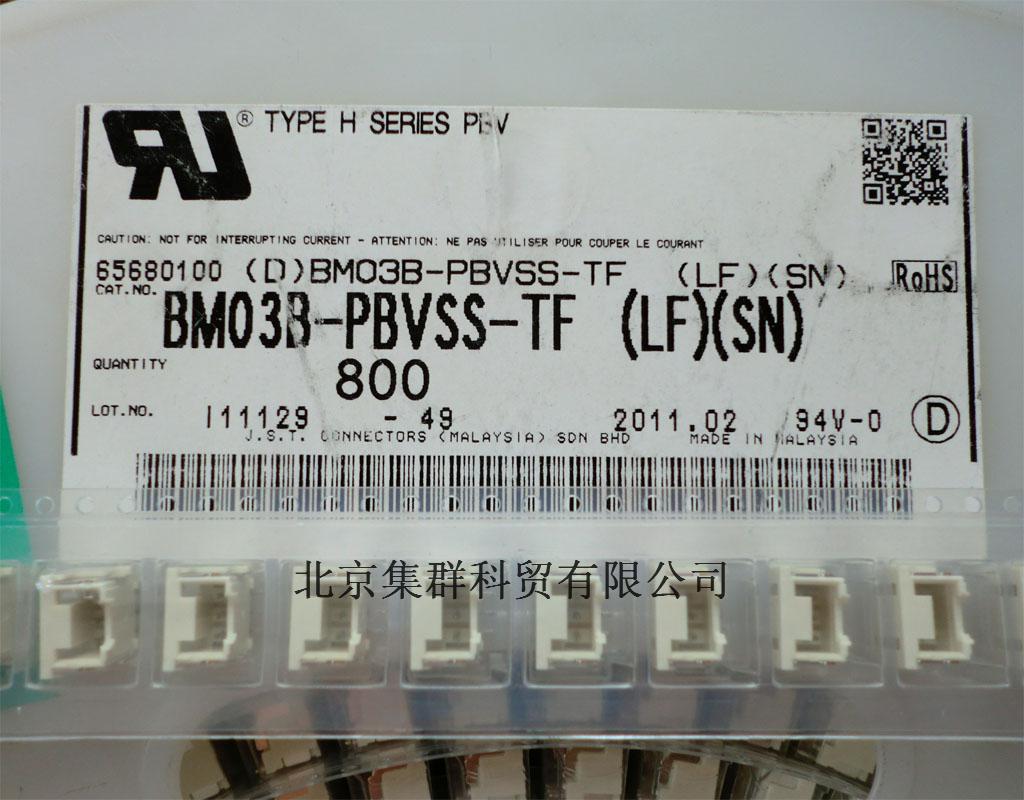 RU® TYPE H SERIES
CAUTION: NOT FOR INTERRUPTING CURRENT - ATTENTION: NE PAS UTILISER POUR COUPER LE COURANT
65680100 (D)BM03B-PBVSS-TF (LF)(SN) RoHS
CAT.NO.
BM03B-PBVSS-TF (LF)(SN)
QUANTITY
800
LOT.NO. I11129 - 49 2011.02 94V-0 D
J.S.T. CONNECTORS (MALAYSIA) SDN BHD MADE IN MALAYSIA
北京集群科贸有限公司